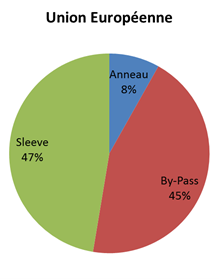 Union Européenne
Anneau
8%
Sleeve
47%
By-Pass
45%